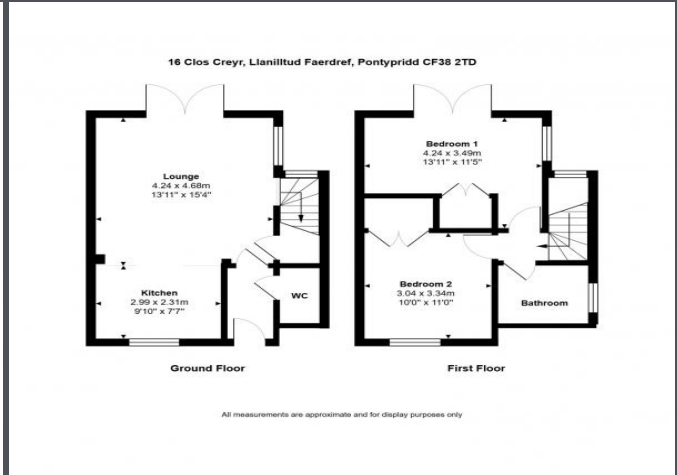 16 Clos Creyr, Llanilltud Faerdref, Pontypridd CF38 2TD
Lounge
4.24 x 4.68m
13'11" x 15'4"
Kitchen
2.99 x 2.31m
9'10" x 7'7"
WC
Ground Floor
Bedroom 1
4.24 x 3.49m
13'11" x 11'5"
Bedroom 2
3.04 x 3.34m
10'0" x 11'0"
Bathroom
First Floor
All measurements are approximate and for display purposes only